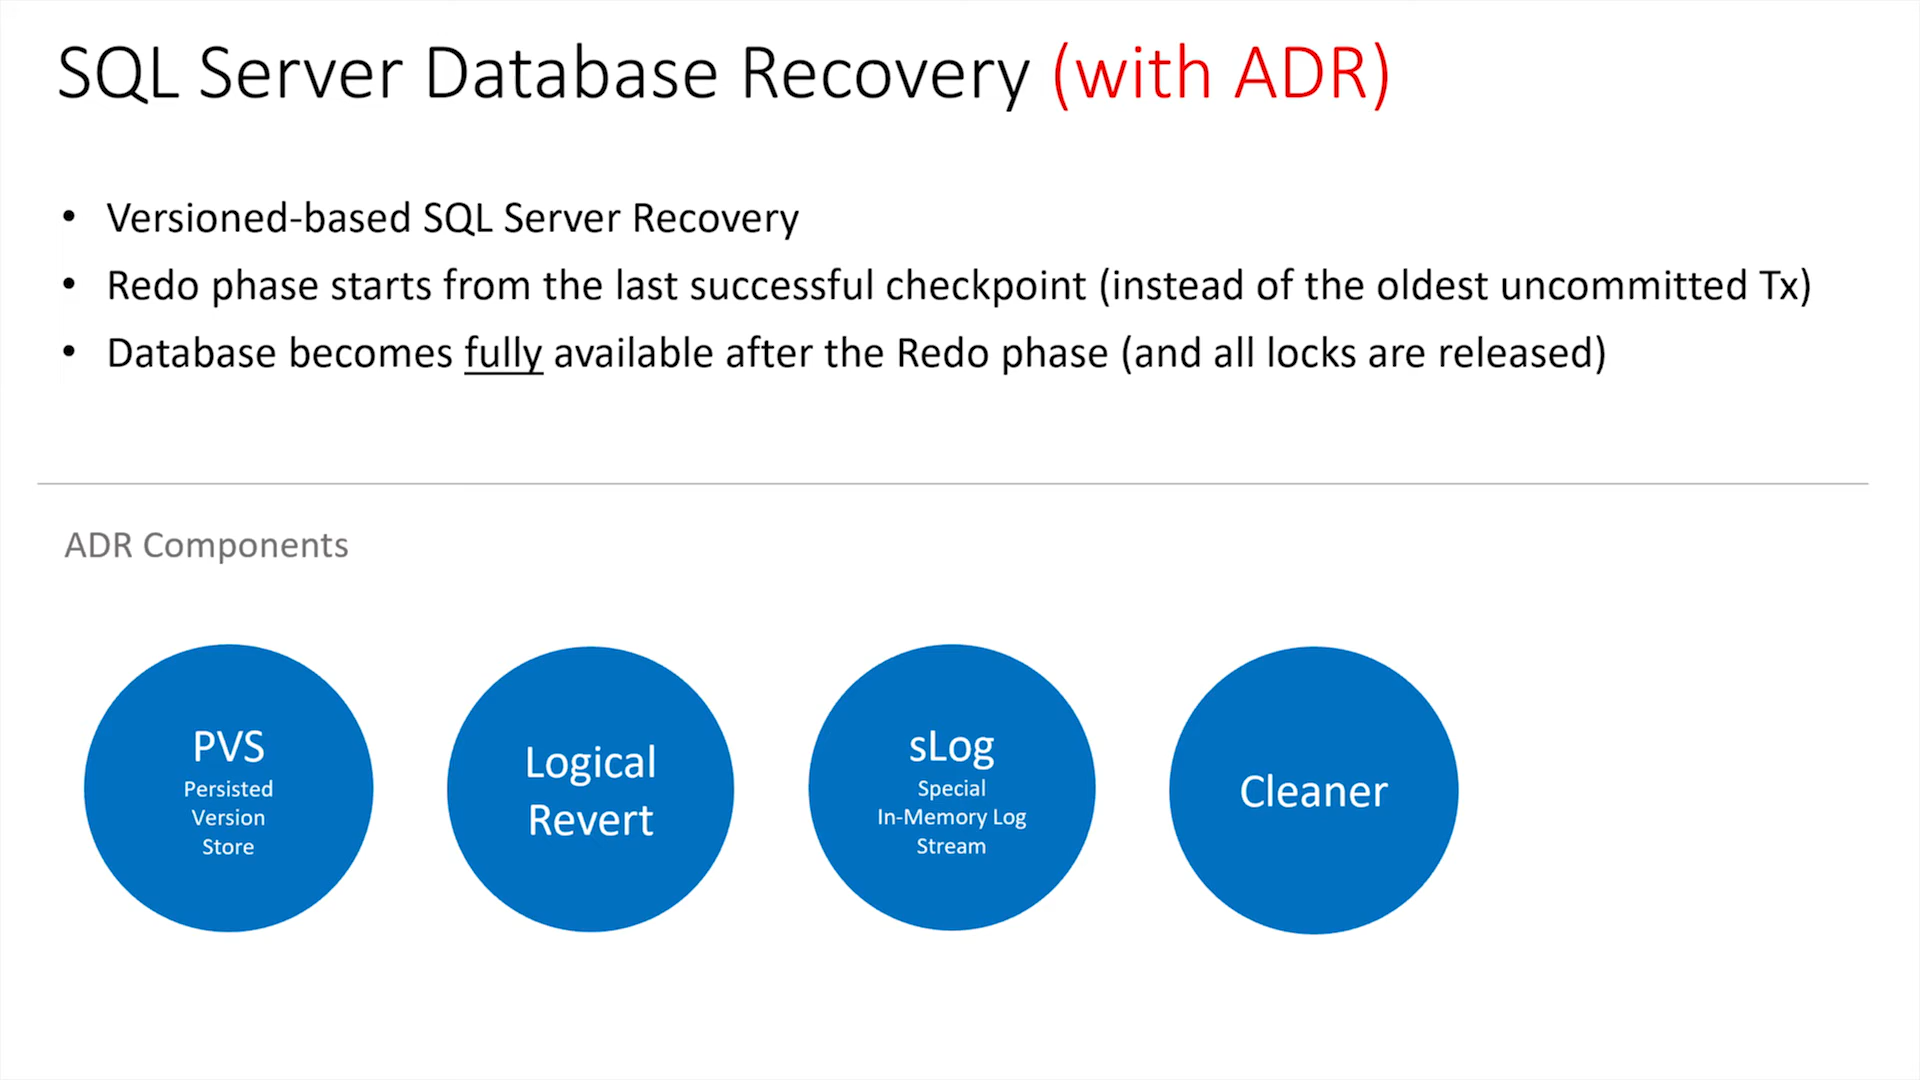 SQL Server Database Recovery (with ADR)
• Versioned-based SQL Server Recovery
• Redo phase starts from the last successful checkpoint (instead of the oldest uncommitted Tx)
• Database becomes fully available after the Redo phase (and all locks are released)
ADR Components
PVS
Persisted
Version
Store
Logical
Revert
sLog
Special
In-Memory Log
Stream
Cleaner